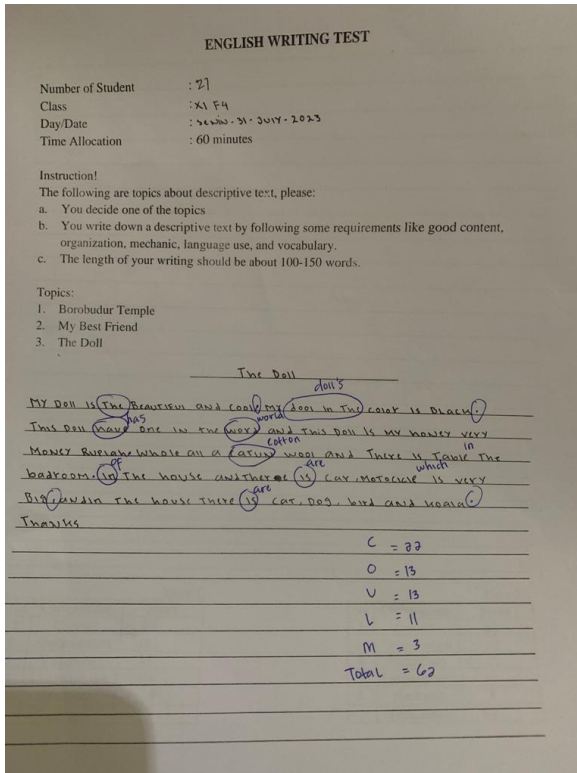 ENGLISH WRITING TEST
Number of Student : 27
Class : XI F4
Day/Date : senin - 31 - JUlY - 2023
Time Allocation : 60 minutes
Instruction!
The following are topics about descriptive text, please:
a. You decide one of the topics
b. You write down a descriptive text by following some requirements like good content,
organization, mechanic, language use, and vocabulary.
c. The length of your writing should be about 100-150 words.
Topics:
1. Borobudur Temple
2. My Best Friend
3. The Doll
The Doll
doll's
MY Doll is The Beautiful and Cool. My dool in The color is Black.
has world
This Doll have one in the word and This Doll is my honey very
cotton in
Money Rupiah. Whole all a wool and There is Table The
of are which
badroom. in The house and There is car, Motocicle is very
are
Big, and in The house There is cat, Dog, bird and koala.
Thanks
C = 22
O = 13
V = 13
L = 11
M = 3
Total = 62